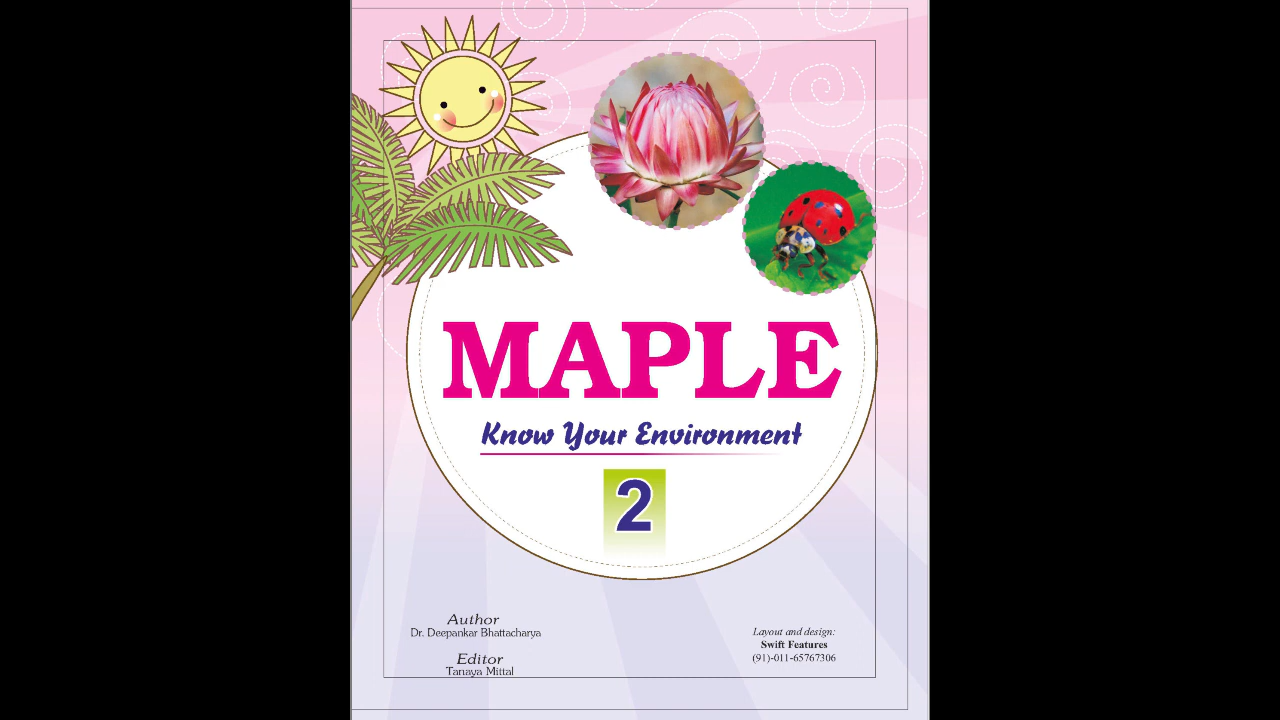 MAPLE
Know Your Environment
2
Author
Dr. Deepankar Bhattacharya
Editor
Tanaya Mittal
Layout and design:
Swift Features
(91)-011-65767306